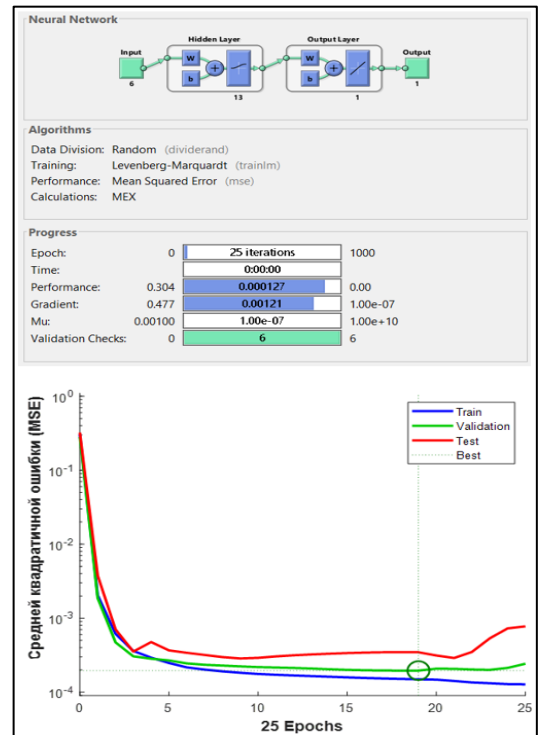 Neural Network
Hidden Layer
Output Layer
Input
Output
W
b
+
W
b
+
6
13
1
1
Algorithms
Data Division: Random (dividerand)
Training: Levenberg-Marquardt (trainlm)
Performance: Mean Squared Error (mse)
Calculations: MEX
Progress
Epoch: 0 25 iterations 1000
Time: 0:00:00
Performance: 0.304 0.000127 0.00
Gradient: 0.477 0.00121 1.00e-07
Mu: 0.00100 1.00e-07 1.00e+10
Validation Checks: 0 6 6
Средней квадратичной ошибки (MSE)
10^0
10^-1
10^-2
10^-3
10^-4
Train
Validation
Test
Best
0 5 10 15 20 25
25 Epochs